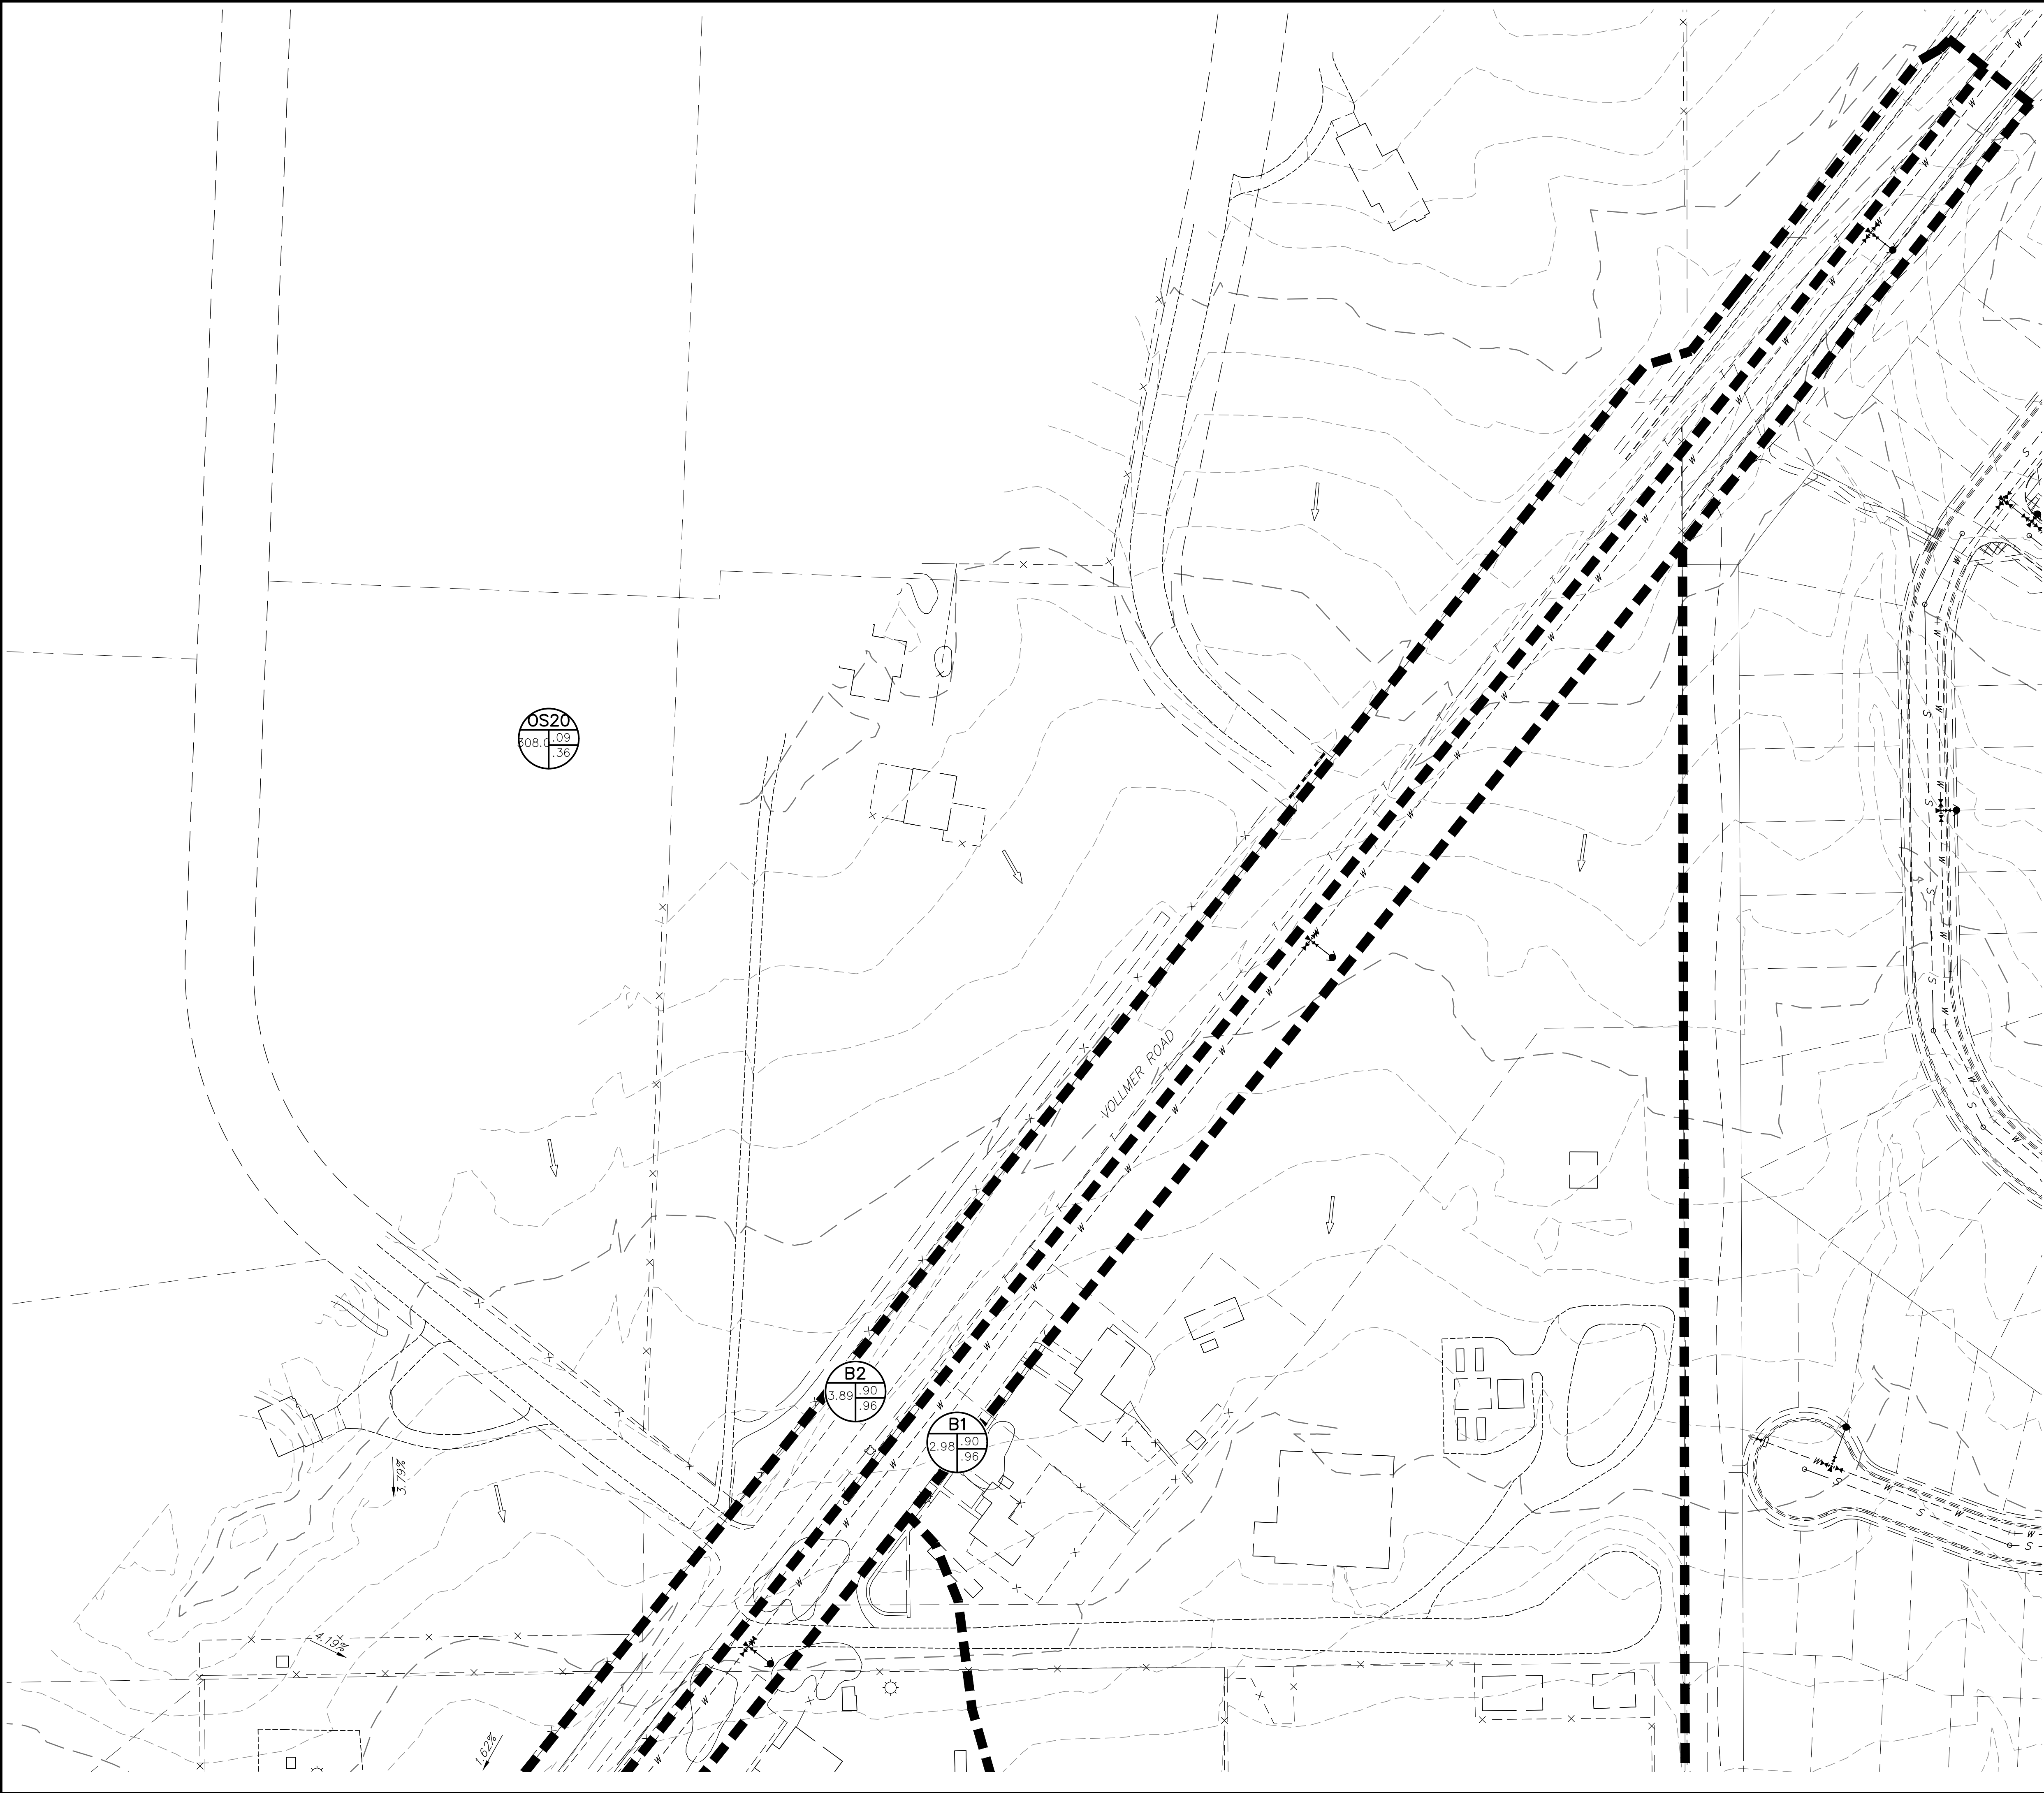 OS20
308.0 .09
.36
VOLLMER ROAD
B2
3.89 .90
.96
B1
2.98 .90
.96
3.79%
4.19%
1.62%
W
S